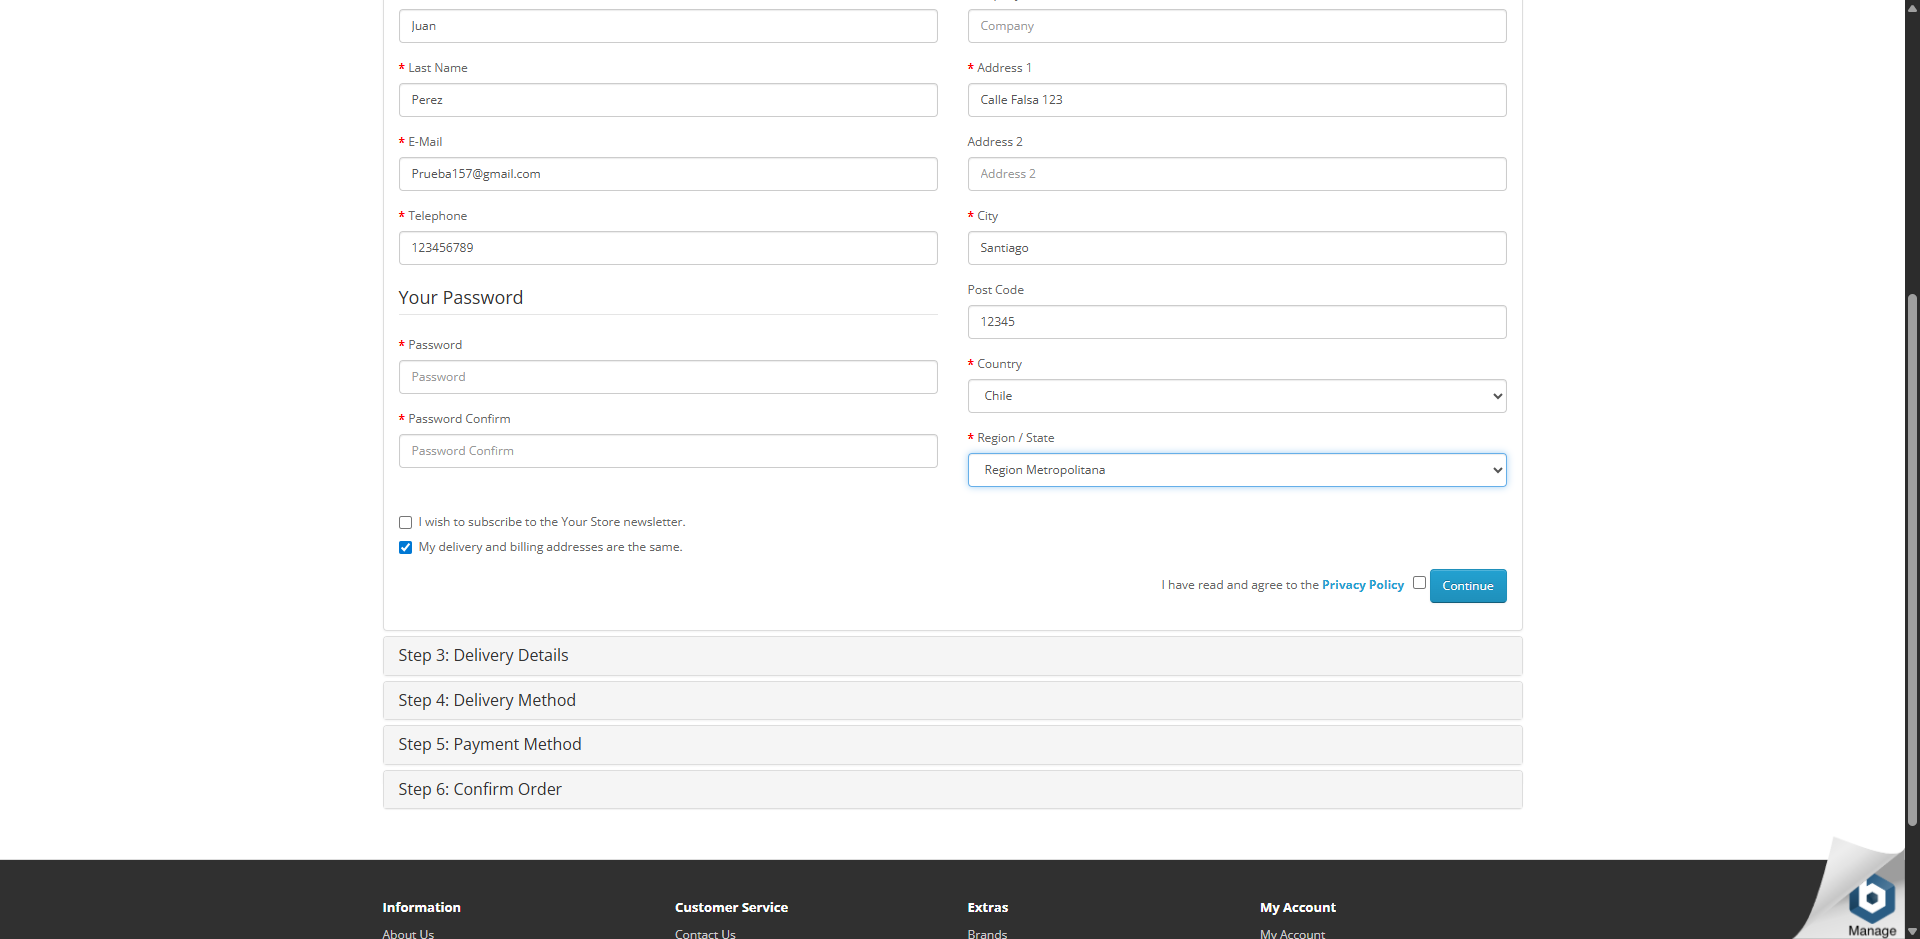 Juan
* Last Name
Perez
* E-Mail
Prueba157@gmail.com
* Telephone
123456789
Your Password
* Password
Password
* Password Confirm
Password Confirm
Company
* Address 1
Calle Falsa 123
Address 2
Address 2
* City
Santiago
Post Code
12345
* Country
Chile
* Region / State
Region Metropolitana
I wish to subscribe to the Your Store newsletter.
My delivery and billing addresses are the same.
I have read and agree to the Privacy Policy
Continue
Step 3: Delivery Details
Step 4: Delivery Method
Step 5: Payment Method
Step 6: Confirm Order
Information
About Us
Customer Service
Contact Us
Extras
Brands
My Account
My Account
Manage